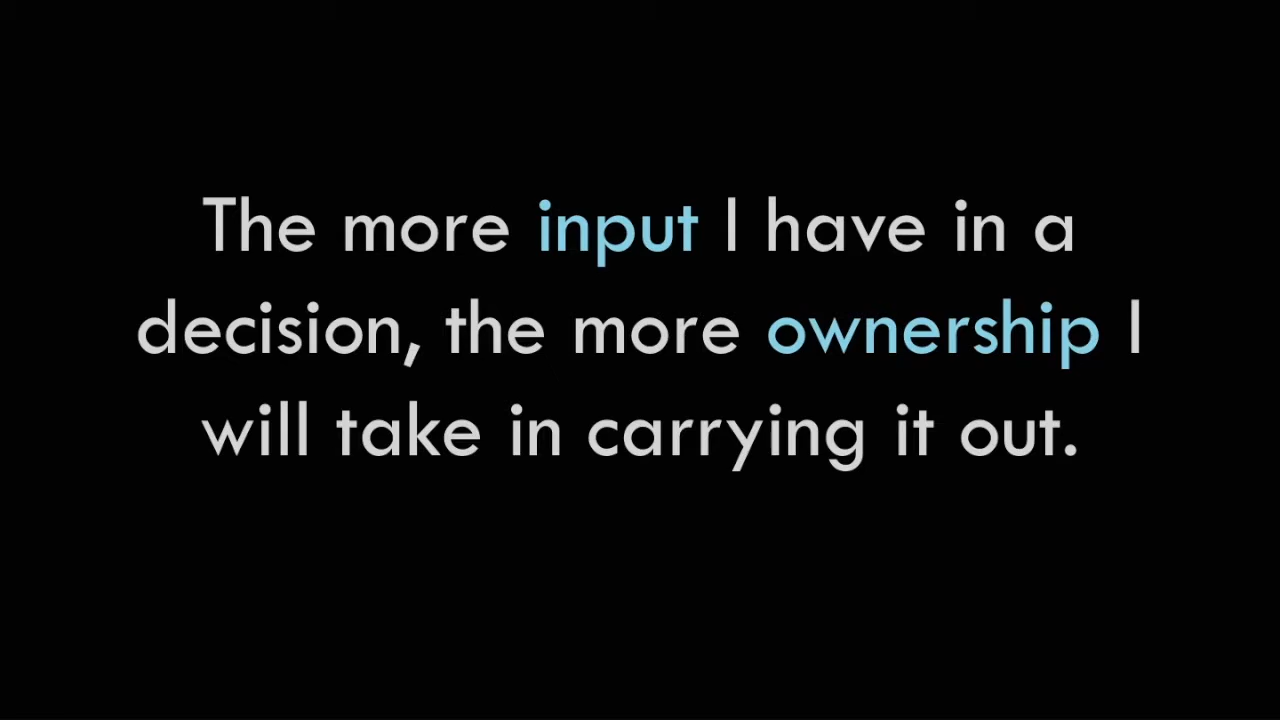 The more input I have in a
decision, the more ownership I
will take in carrying it out.